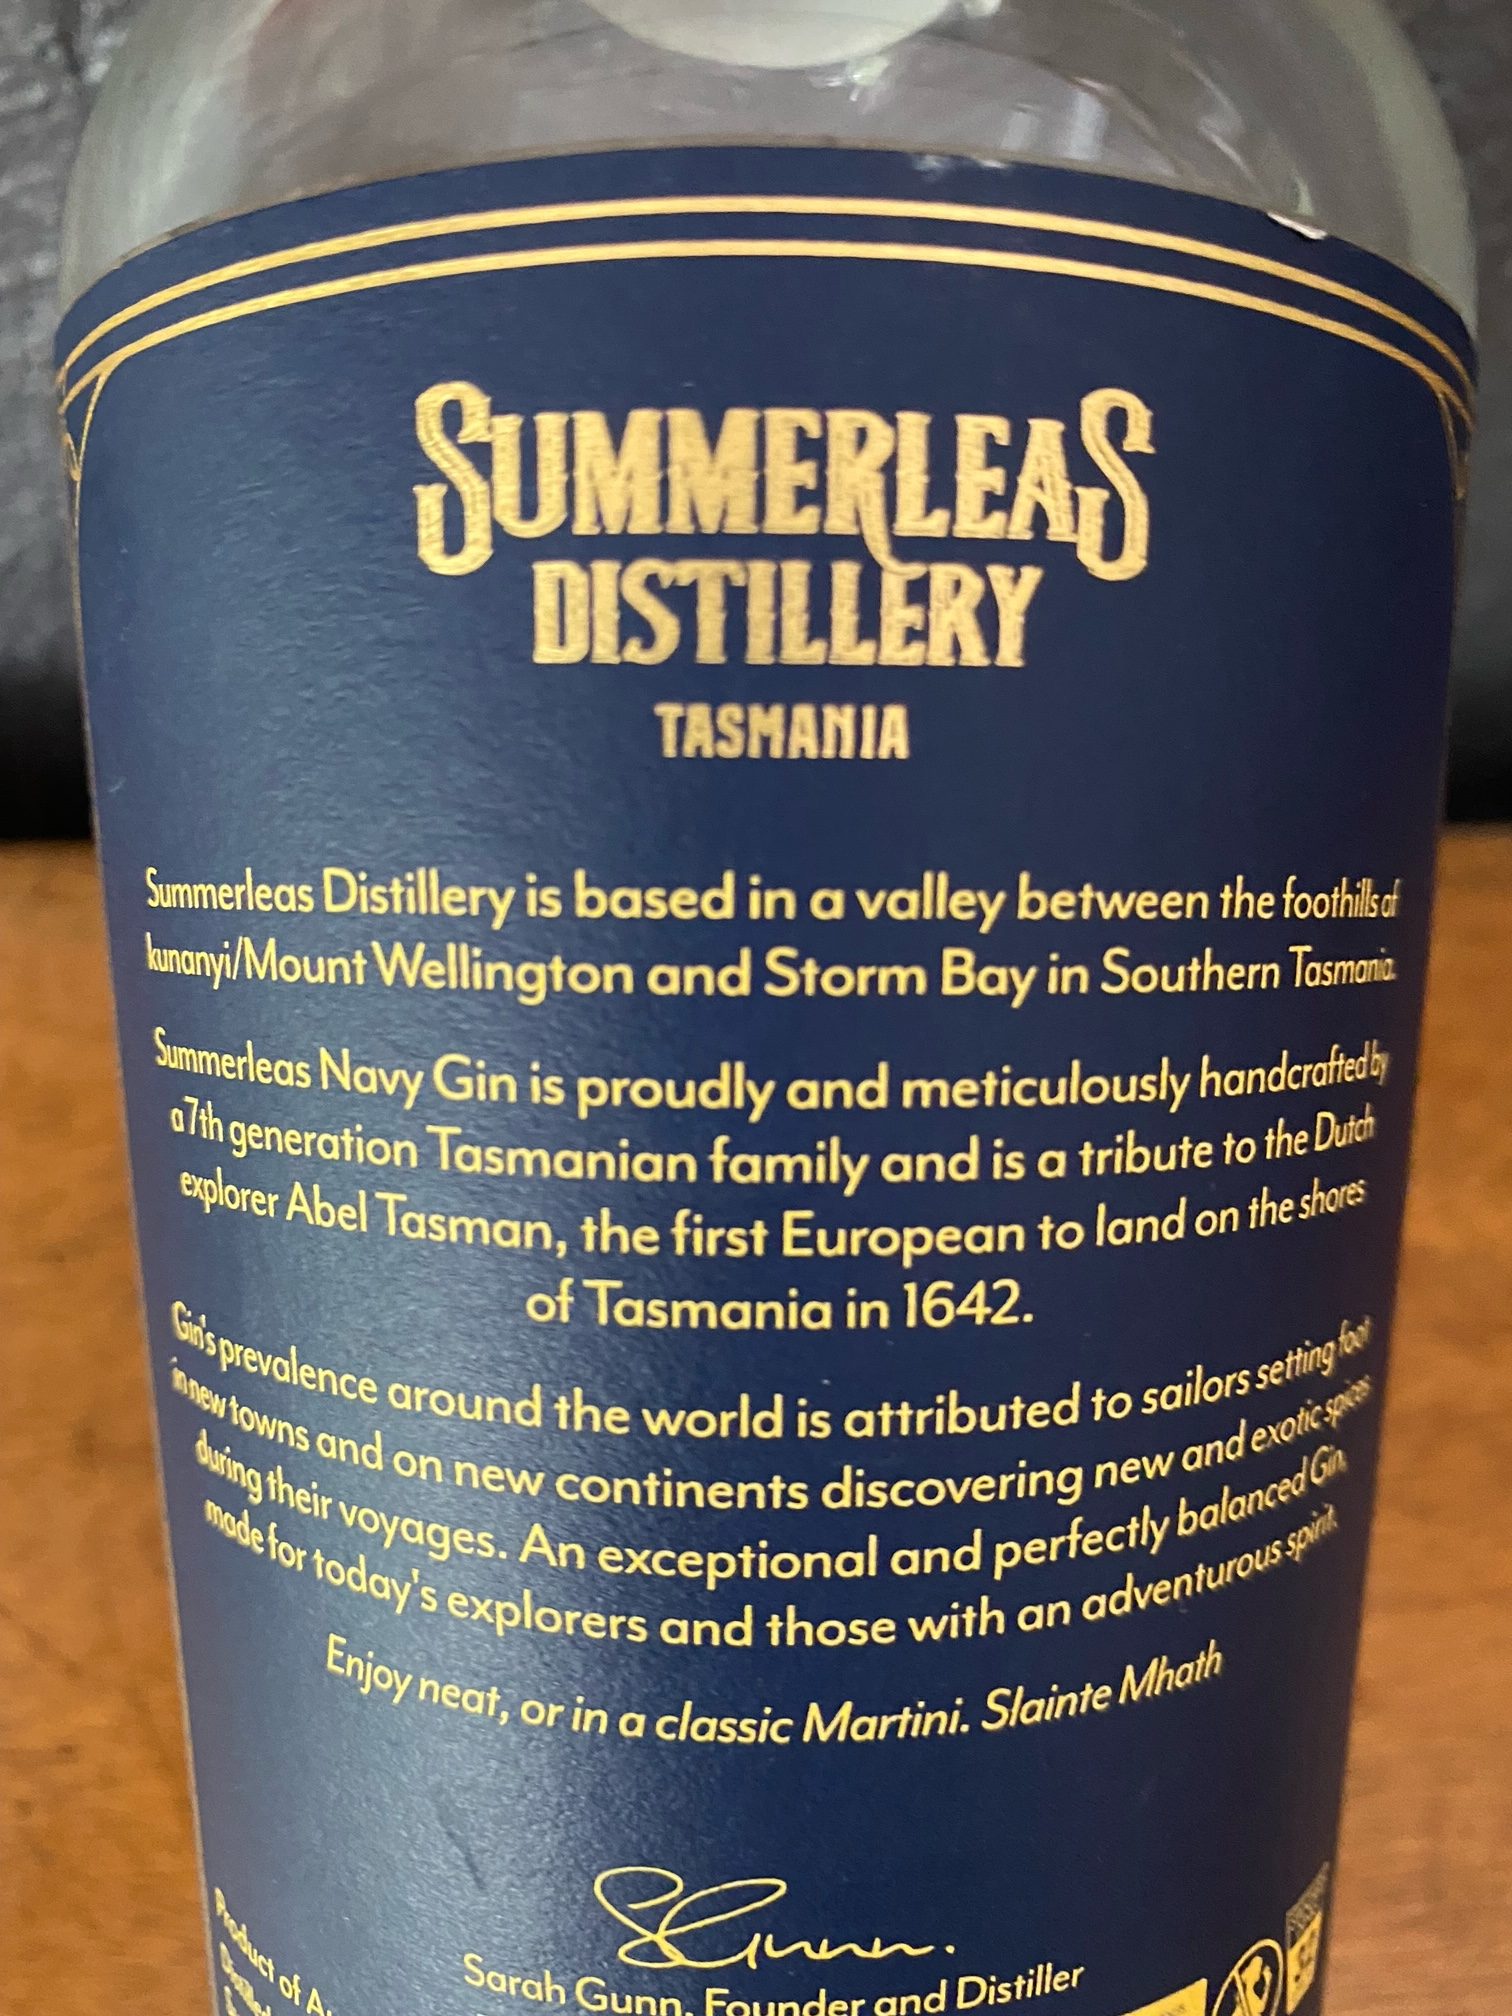 SUMMERLEAS
DISTILLERY
TASMANIA
Summerleas Distillery is based in a valley between the foothills of
kunanyi/Mount Wellington and Storm Bay in Southern Tasmania.
Summerleas Navy Gin is proudly and meticulously handcrafted by
a 7th generation Tasmanian family and is a tribute to the Dutch
explorer Abel Tasman, the first European to land on the shores
of Tasmania in 1642.
Gin's prevalence around the world is attributed to sailors setting foot
in new towns and on new continents discovering new and exotic spices
during their voyages. An exceptional and perfectly balanced Gin,
made for today's explorers and those with an adventurous spirit.
Enjoy neat, or in a classic Martini. Slainte Mhath
SGunn.
Sarah Gunn, Founder and Distiller
Product of